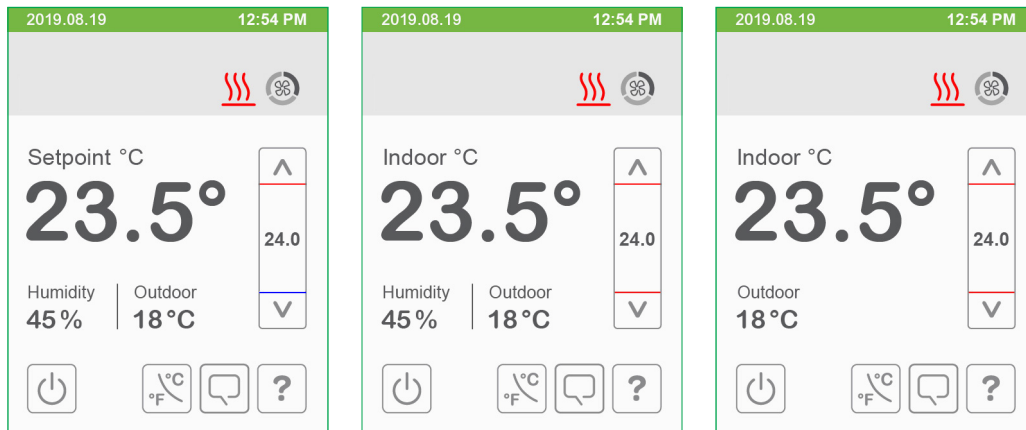 2019.08.19 12:54 PM
Setpoint °C
23.5°
24.0
Humidity Outdoor
45% 18°C
°C
°F
?
2019.08.19 12:54 PM
Indoor °C
23.5°
24.0
Humidity Outdoor
45% 18°C
°C
°F
?
2019.08.19 12:54 PM
Indoor °C
23.5°
24.0
Outdoor
18°C
°C
°F
?